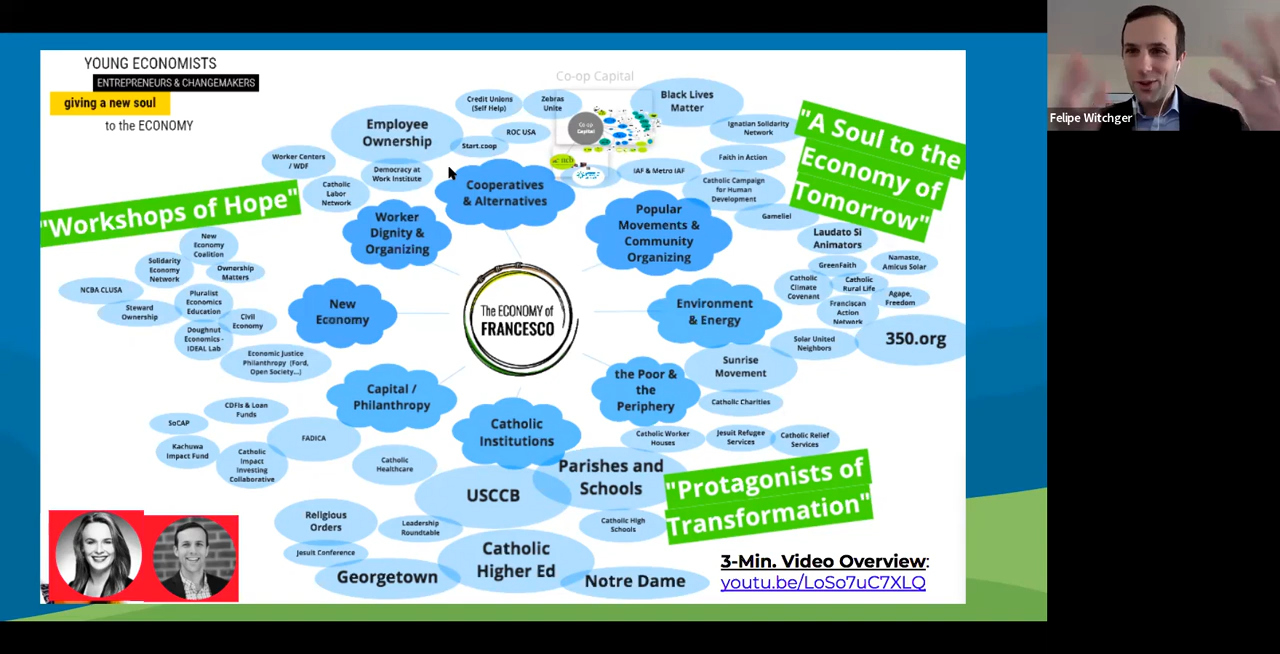 YOUNG ECONOMISTS
ENTREPRENEURS & CHANGEMAKERS
giving a new soul
to the ECONOMY
Co-op Capital
Credit Unions
(Self Help)
Zebras
Unite
Co-op
Capital
Black Lives
Matter
Employee
Ownership
ROC USA
Start.coop
Ignatian Solidarity
Network
"A Soul to the
Economy of
Tomorrow"
Felipe Witchger
Worker Centers
/ WDF
Democracy at
Work Institute
Catholic
Labor
Network
Cooperatives
& Alternatives
IAF & Metro IAF
Faith in Action
Catholic Campaign
for Human
Development
Gameliel
"Workshops of Hope"
Worker
Dignity &
Organizing
Popular
Movements &
Community
Organizing
Laudato Si
Animators
New
Economy
Coalition
Solidarity
Economy
Network
Ownership
Matters
NCBA CLUSA
Pluralist
Economics
Education
Steward
Ownership
Civil
Economy
Doughnut
Economics -
IDEAL Lab
Economic Justice
Philanthropy (Ford,
Open Society...)
New
Economy
The ECONOMY of
FRANCESCO
Environment
& Energy
GreenFaith
Namaste,
Amicus Solar
Catholic
Climate
Covenant
Catholic
Rural Life
Agape,
Freedom
Franciscan
Action
Network
Solar United
Neighbors
350.org
Sunrise
Movement
the Poor &
the
Periphery
Catholic Charities
Capital /
Philanthropy
CDFIs & Loan
Funds
SoCAP
FADICA
Kachuwa
Impact Fund
Catholic
Impact
Investing
Collaborative
Catholic
Healthcare
Catholic
Institutions
Catholic Worker
Houses
Jesuit Refugee
Services
Catholic Relief
Services
Parishes and
Schools
USCCB
"Protagonists of
Transformation"
Religious
Orders
Leadership
Roundtable
Catholic High
Schools
Jesuit Conference
Georgetown
Catholic
Higher Ed
Notre Dame
3-Min. Video Overview:
youtu.be/LoSo7uC7XLQ